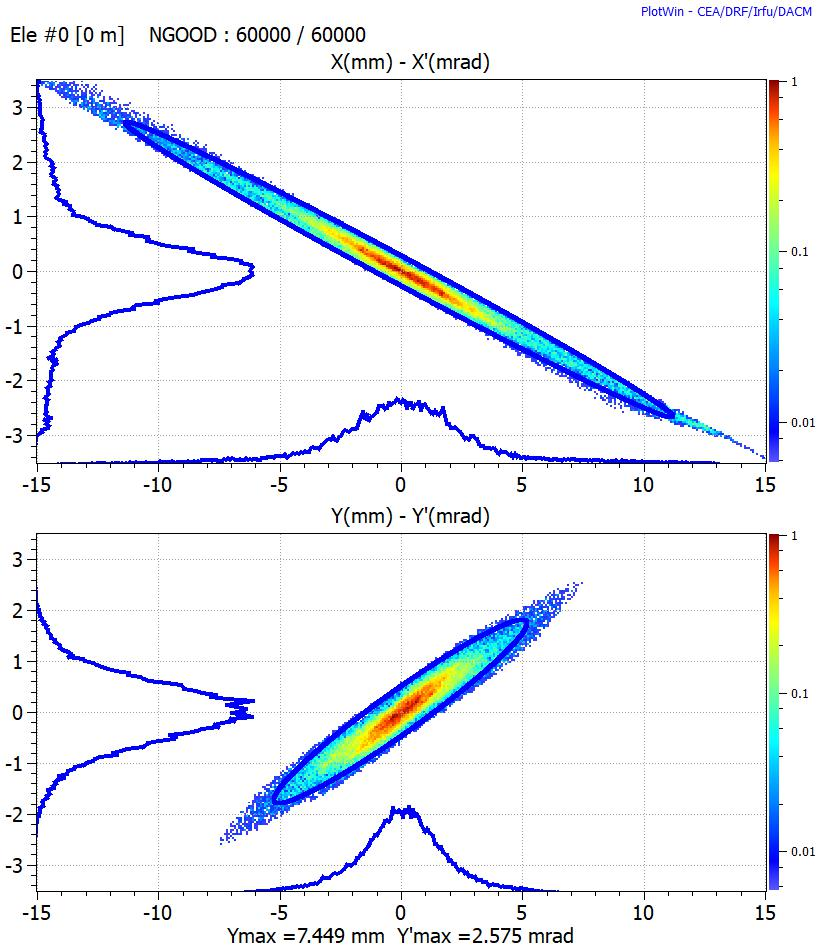 PlotWin - CEA/DRF/Irfu/DACM
Ele #0 [0 m] NGOOD : 60000 / 60000
X(mm) - X'(mrad)
3
2
1
0
-1
-2
-3
-15 -10 -5 0 5 10 15
1
0.1
0.01
Y(mm) - Y'(mrad)
3
2
1
0
-1
-2
-3
-15 -10 -5 0 5 10 15
1
0.1
0.01
Ymax =7.449 mm Y'max =2.575 mrad